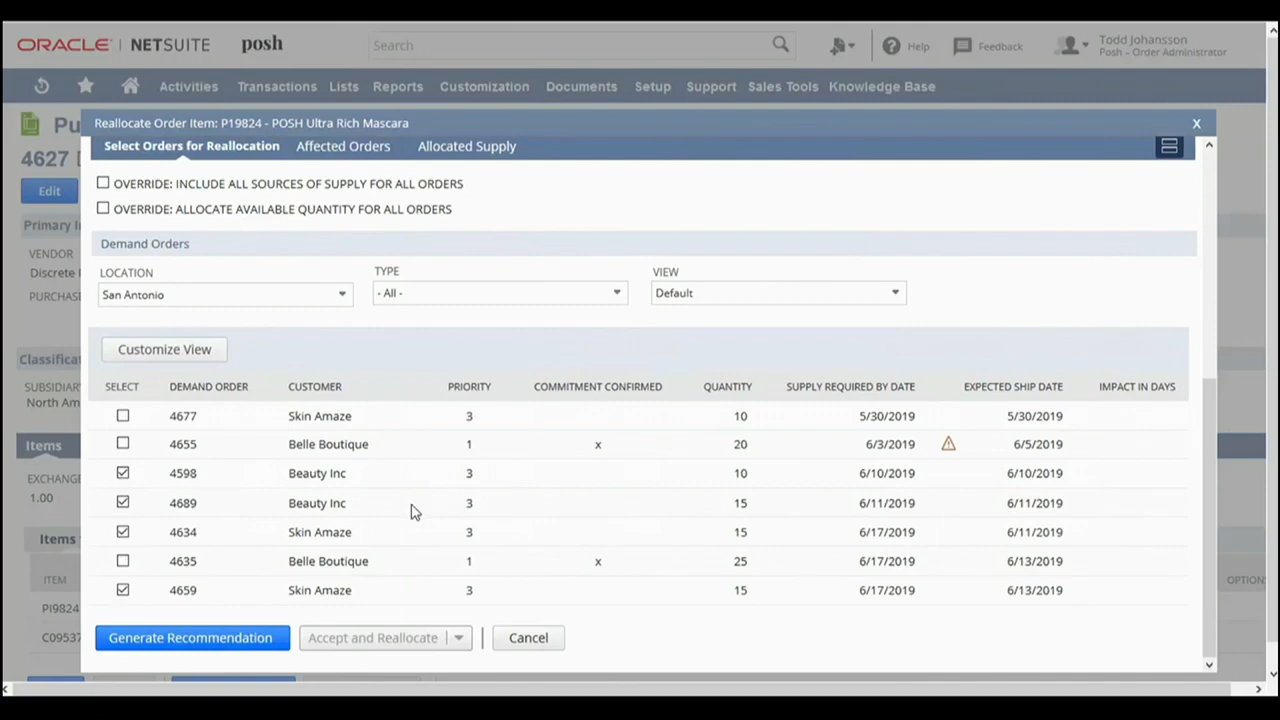 ORACLE | NETSUITE posh Search Help Feedback Todd Johansson
Posh – Order Administrator
Activities Transactions Lists Reports Customization Documents Setup Support Sales Tools Knowledge Base
Pu
4627
Edit
Primary In
VENDOR
Discrete
PURCHAS
Classifica
SUBSIDIAR
North Am
Items
EXCHANG
1.00
Items
ITEM OPTION
PI9824
C0953
Reallocate Order Item: P19824 - POSH Ultra Rich Mascara X
Select Orders for Reallocation Affected Orders Allocated Supply
OVERRIDE: INCLUDE ALL SOURCES OF SUPPLY FOR ALL ORDERS
OVERRIDE: ALLOCATE AVAILABLE QUANTITY FOR ALL ORDERS
Demand Orders
LOCATION TYPE VIEW
San Antonio - All - Default
Customize View
SELECT DEMAND ORDER CUSTOMER PRIORITY COMMITMENT CONFIRMED QUANTITY SUPPLY REQUIRED BY DATE EXPECTED SHIP DATE IMPACT IN DAYS
4677 Skin Amaze 3 10 5/30/2019 5/30/2019
4655 Belle Boutique 1 x 20 6/3/2019 6/5/2019
4598 Beauty Inc 3 10 6/10/2019 6/10/2019
4689 Beauty Inc 3 15 6/11/2019 6/11/2019
4634 Skin Amaze 3 15 6/17/2019 6/11/2019
4635 Belle Boutique 1 x 25 6/17/2019 6/13/2019
4659 Skin Amaze 3 15 6/17/2019 6/13/2019
Generate Recommendation Accept and Reallocate Cancel